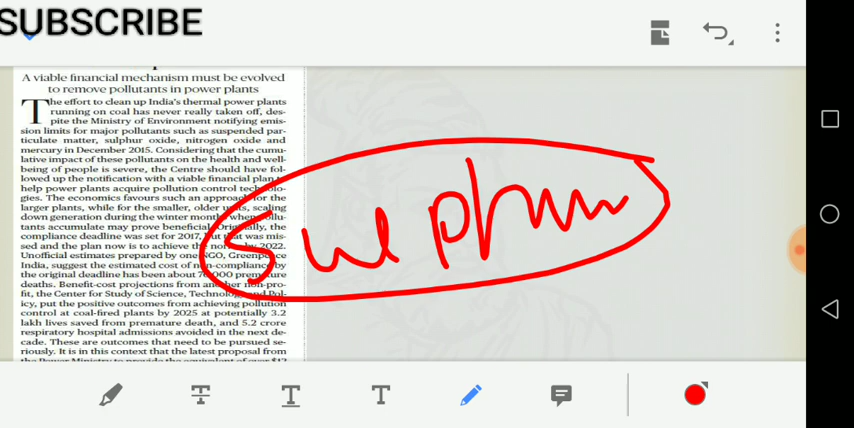 SUBSCRIBE
A viable financial mechanism must be evolved
to remove pollutants in power plants
The effort to clean up India's thermal power plants
running on coal has never really taken off, des-
pite the Ministry of Environment notifying emis-
sion limits for major pollutants such as suspended par-
ticulate matter, sulphur oxide, nitrogen oxide and
mercury in December 2015. Considering that the cumu-
lative impact of these pollutants on the health and well-
being of people is severe, the Centre should have fol-
lowed up the notification with a viable financial plan to
help power plants acquire pollution control technolo-
gies. The economics favours such an approach for the
larger plants, while for the smaller, older units, scaling
down generation during the winter months when pollu-
tants accumulate may prove beneficial. Originally, the
compliance deadline was set for 2017, but that was mis-
sed and the plan now is to achieve the norms by 2022.
Unofficial estimates prepared by one NGO, Greenpeace
India, suggest the estimated cost of non-compliance by
the original deadline has been about premature
deaths. Benefit-cost projections from another non-pro-
fit, the Center for Study of Science, Technology and Pol-
icy, put the positive outcomes from achieving pollution
control at coal-fired plants by 2025 at potentially 3.2
lakh lives saved from premature death, and 5.2 crore
respiratory hospital admissions avoided in the next de-
cade. These are outcomes that need to be pursued se-
riously. It is in this context that the latest proposal from
the Power Ministry to provide the equivalent of over $12
Sulphur